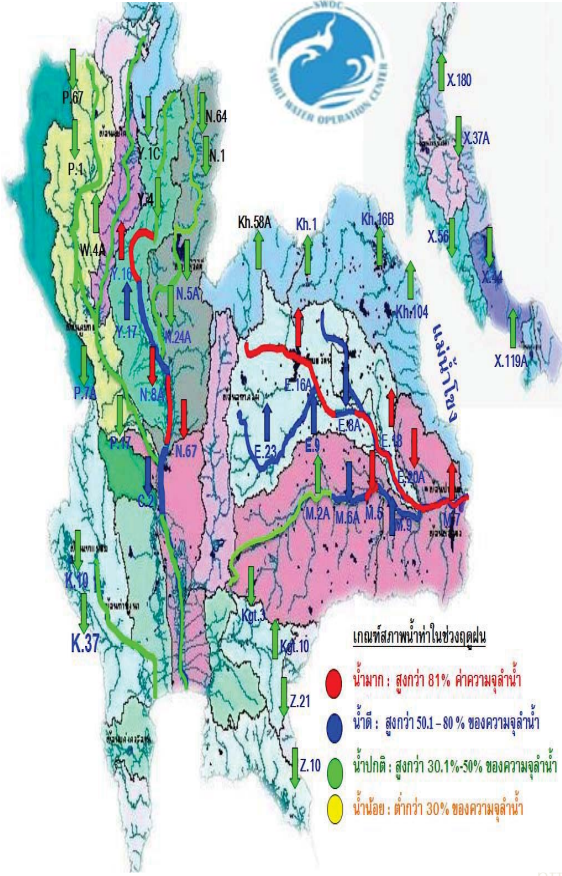 SWOC
SMART WATER OPERATION CENTER
P.67
N.64
Y.1C
N.1
P.1
Y.4
W.4A
Y.16
N.5A
Y.17
N.24A
P.7A
N.8A
P.17
N.67
C.2
K.10
K.37
Kh.58A
Kh.1
Kh.16B
Kh.104
แม่น้ำโขง
E.16A
E.8A
E.23
E.9
E.18
E.20A
M.2A
M.6A
M.5
M.9
M.7
Kgt.3
Kgt.10
Z.21
Z.10
X.180
X.37A
X.56
X.44
X.119A
เกณฑ์สภาพน้ำท่าในช่วงฤดูฝน
น้ำมาก : สูงกว่า 81% ค่าความจุลำน้ำ
น้ำดี : สูงกว่า 50.1 – 80 % ของความจุลำน้ำ
น้ำปกติ : สูงกว่า 30.1%-50% ของความจุลำน้ำ
น้ำน้อย : ต่ำกว่า 30% ของความจุลำน้ำ